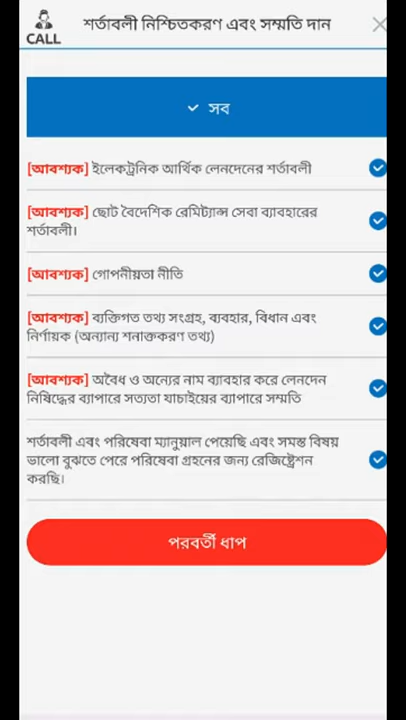 শর্তাবলী নিশ্চিতকরণ এবং সম্মতি দান
CALL
সব
[আবশ্যক] ইলেকট্রনিক আর্থিক লেনদেনের শর্তাবলী
[আবশ্যক] ছোট বৈদেশিক রেমিট্যান্স সেবা ব্যাবহারের
শর্তাবলী।
[আবশ্যক] গোপনীয়তা নীতি
[আবশ্যক] ব্যক্তিগত তথ্য সংগ্রহ, ব্যবহার, বিধান এবং
নির্ণায়ক (অন্যান্য শনাক্তকরণ তথ্য)
[আবশ্যক] অবৈধ ও অন্যের নাম ব্যাবহার করে লেনদেন
নিষিদ্ধের ব্যাপারে সত্যতা যাচাইয়ের ব্যাপারে সম্মতি
শর্তাবলী এবং পরিষেবা ম্যানুয়াল পেয়েছি এবং সমস্ত বিষয়
ভালো বুঝতে পেরে পরিষেবা গ্রহনের জন্য রেজিষ্ট্রেশন
করছি।
পরবর্তী ধাপ